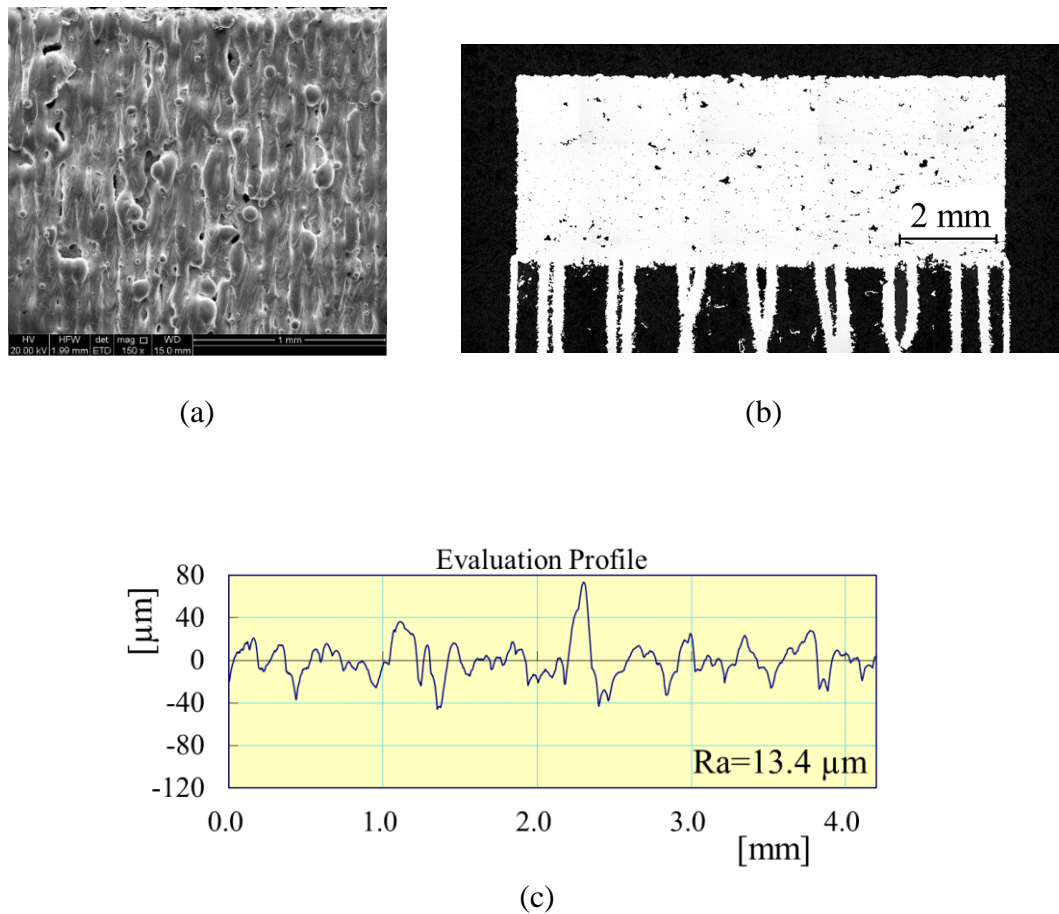 HV HFW det mag □ WD
20.00 kV 1.99 mm ETD 150 x 15.0 mm 1 mm
2 mm
(a) (b)
Evaluation Profile
[µm]
80
40
0
-40
-80
-120
Ra=13.4 µm
0.0 1.0 2.0 3.0 4.0
[mm]
(c)